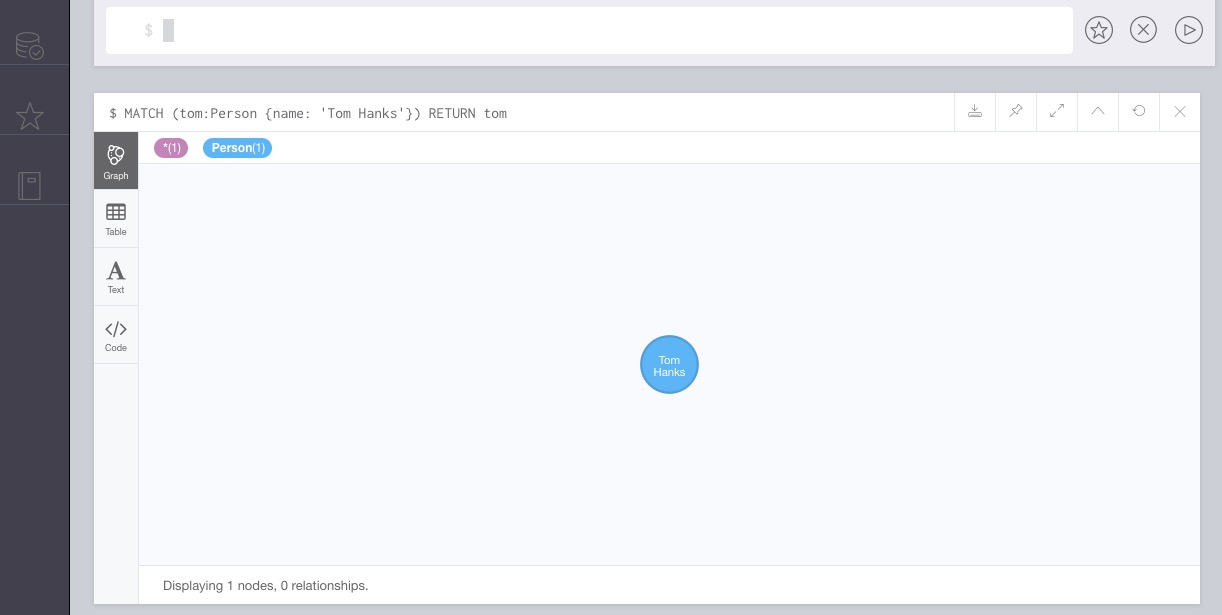 $
$ MATCH (tom:Person {name: 'Tom Hanks'}) RETURN tom
*(1) Person(1)
Graph
Table
A
Text
</>
Code
Tom
Hanks
Displaying 1 nodes, 0 relationships.